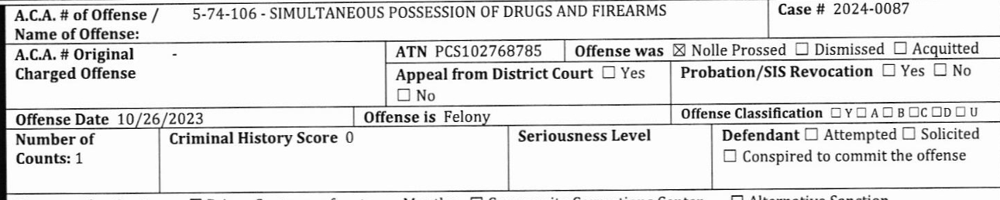 A.C.A. # of Offense / 5-74-106 - SIMULTANEOUS POSSESSION OF DRUGS AND FIREARMS Case # 2024-0087
Name of Offense:
A.C.A. # Original - ATN PCS102768785 Offense was ☒ Nolle Prossed ☐ Dismissed ☐ Acquitted
Charged Offense Appeal from District Court ☐ Yes Probation/SIS Revocation ☐ Yes ☐ No
☐ No
Offense Date 10/26/2023 Offense is Felony Offense Classification ☐ Y ☐ A ☐ B ☐ C ☐ D ☐ U
Number of Criminal History Score 0 Seriousness Level Defendant ☐ Attempted ☐ Solicited
Counts: 1 ☐ Conspired to commit the offense
☐ Alternative Sanction